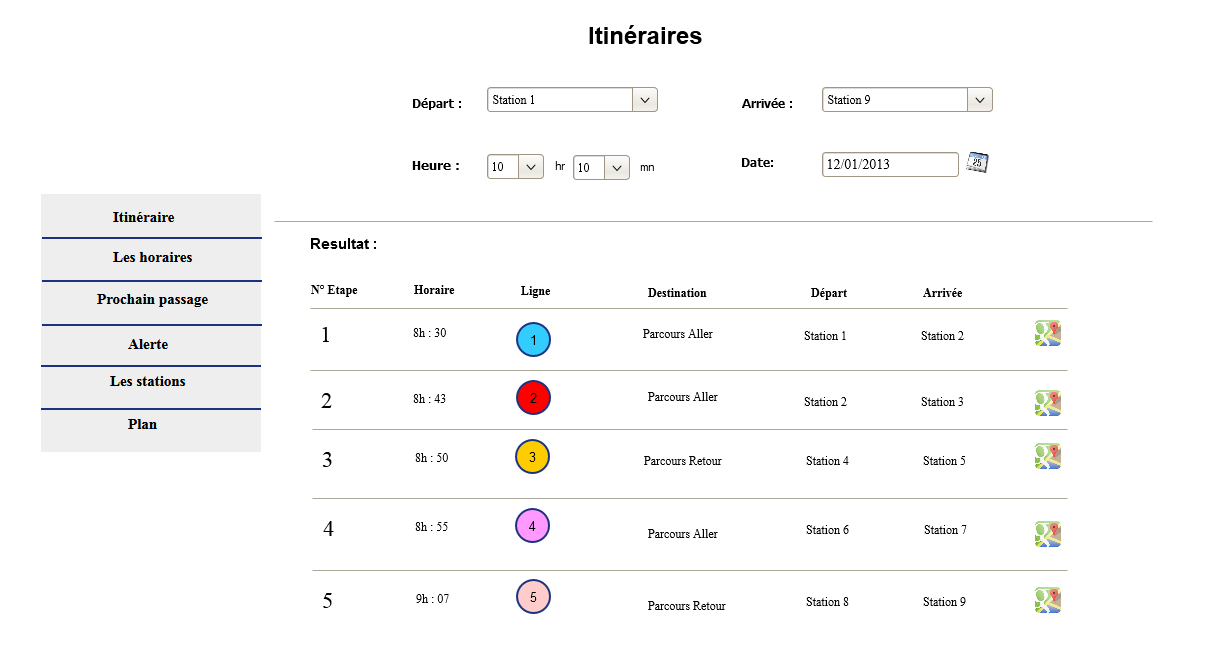 Itinéraires
Départ : Station 1 Arrivée : Station 9
Heure : 10 hr 10 mn Date: 12/01/2013 25
Itinéraire
Les horaires
Prochain passage
Alerte
Les stations
Plan
Resultat :
N° Etape Horaire Ligne Destination Départ Arrivée
1 8h : 30 1 Parcours Aller Station 1 Station 2
2 8h : 43 2 Parcours Aller Station 2 Station 3
3 8h : 50 3 Parcours Retour Station 4 Station 5
4 8h : 55 4 Parcours Aller Station 6 Station 7
5 9h : 07 5 Parcours Retour Station 8 Station 9